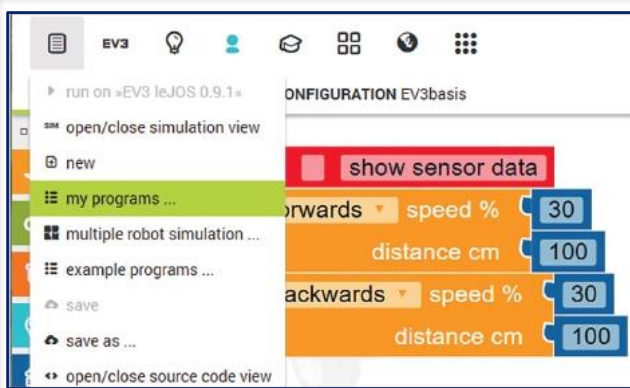 EV3
run on »EV3 leJOS 0.9.1«
ONFIGURATION EV3basis
SIM open/close simulation view
new
show sensor data
my programs ...
orwards speed % 30
multiple robot simulation ...
distance cm 100
example programs ...
ackwards speed % 30
save
save as ...
distance cm 100
open/close source code view